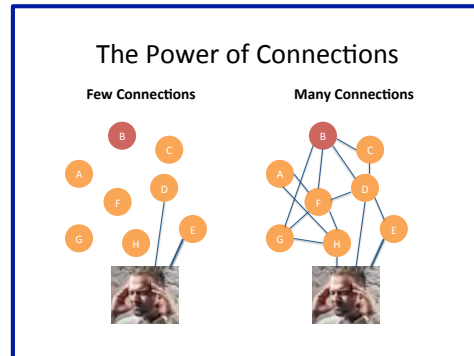 The Power of Connections
Few Connections
Many Connections
B
C
A
D
F
E
G
H
B
C
A
D
F
E
G
H